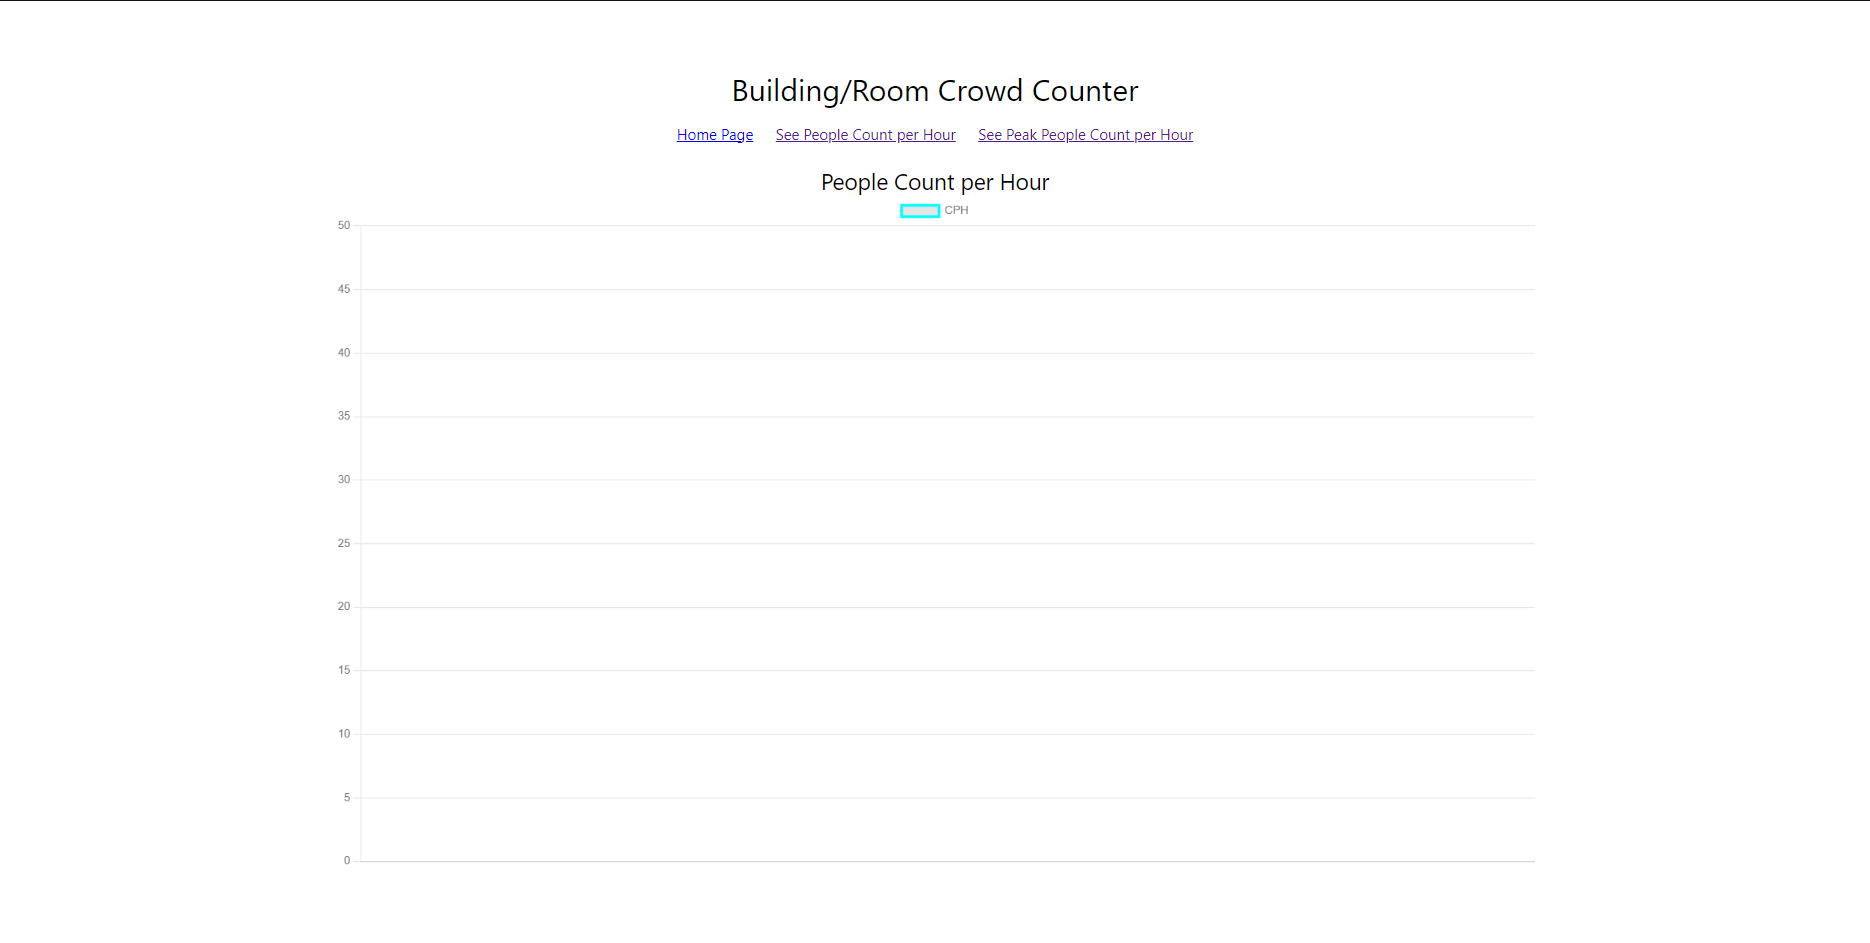 Building/Room Crowd Counter
Home Page See People Count per Hour See Peak People Count per Hour
People Count per Hour
CPH
50
45
40
35
30
25
20
15
10
5
0